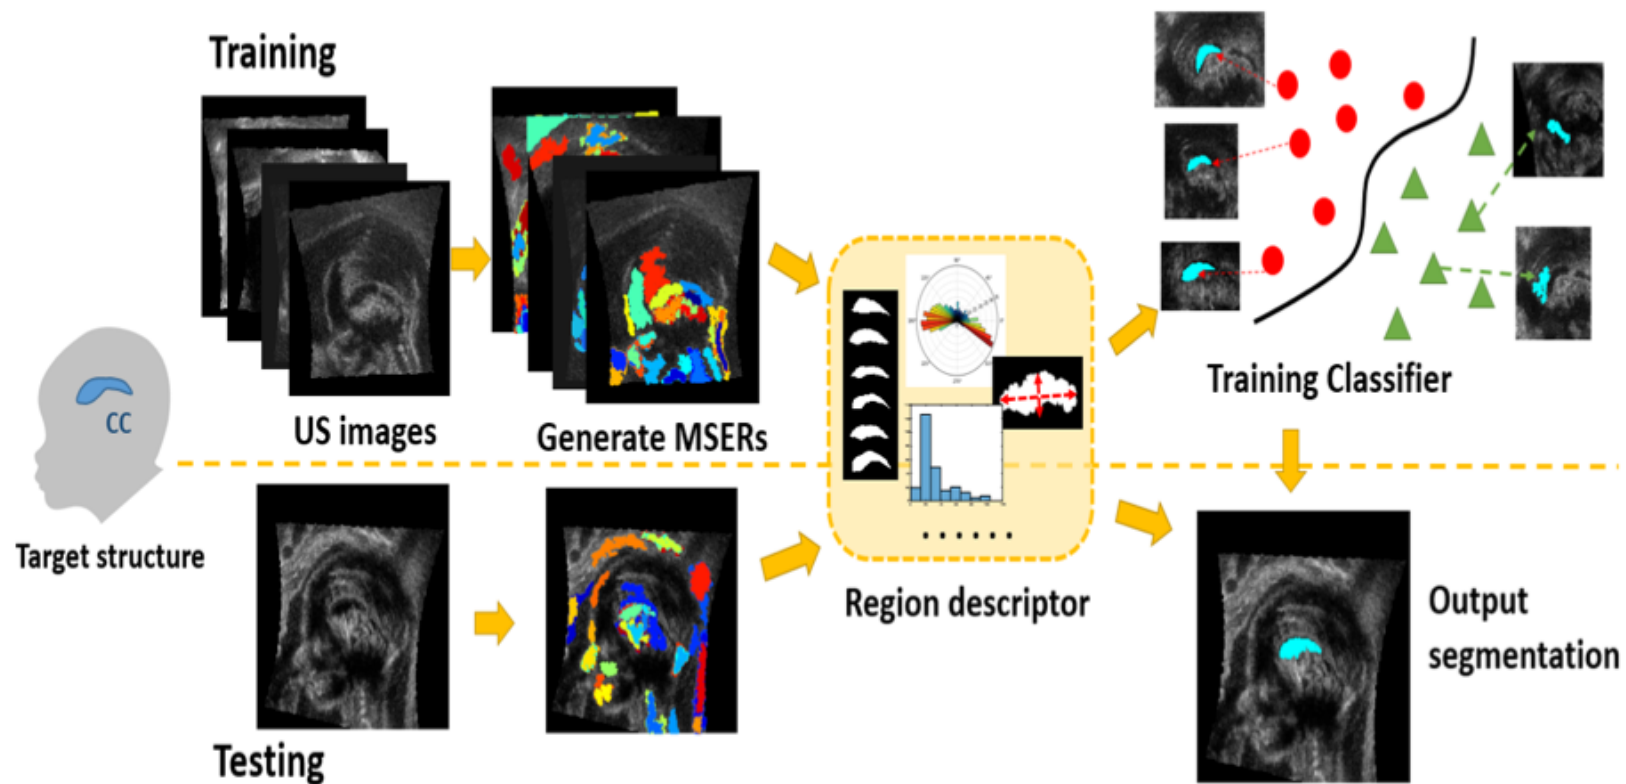 Training
US images
Generate MSERs
CC
Target structure
Region descriptor
......
Training Classifier
Output
segmentation
Testing